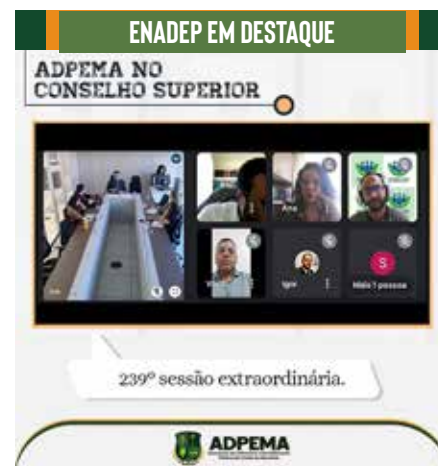 ENADEP EM DESTAQUE
ADPEMA NO
CONSELHO SUPERIOR
Ana
Igor
S
Mais 1 pessoa
239º sessão extraordinária.
ADPEMA